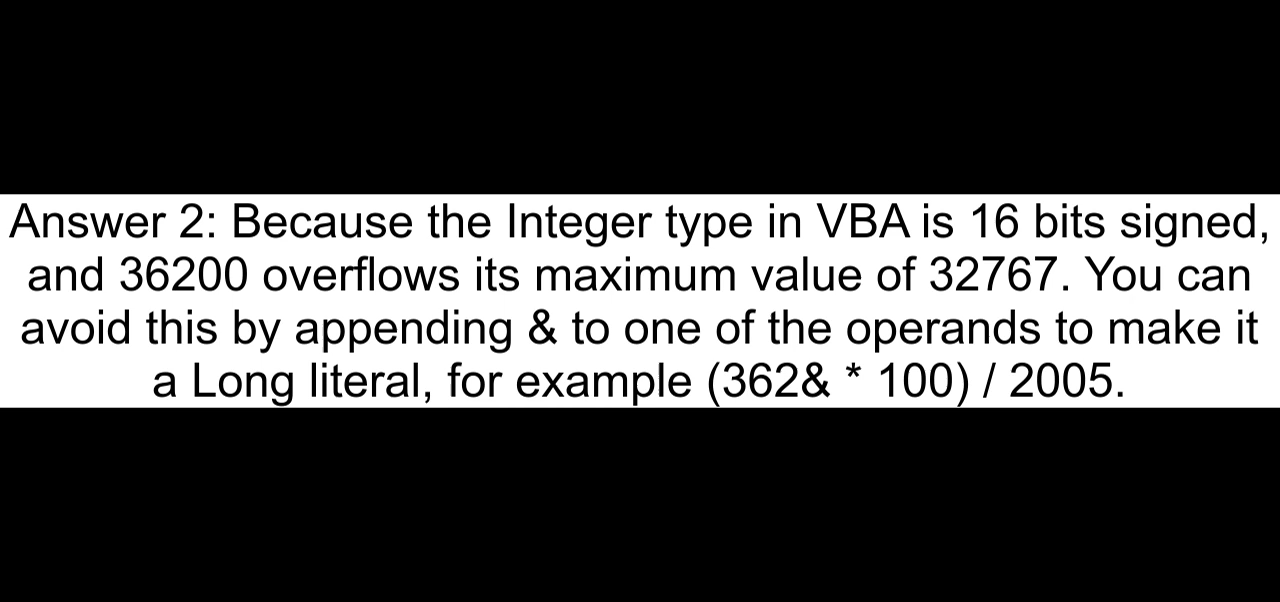 Answer 2: Because the Integer type in VBA is 16 bits signed,
and 36200 overflows its maximum value of 32767. You can
avoid this by appending & to one of the operands to make it
a Long literal, for example (362& * 100) / 2005.